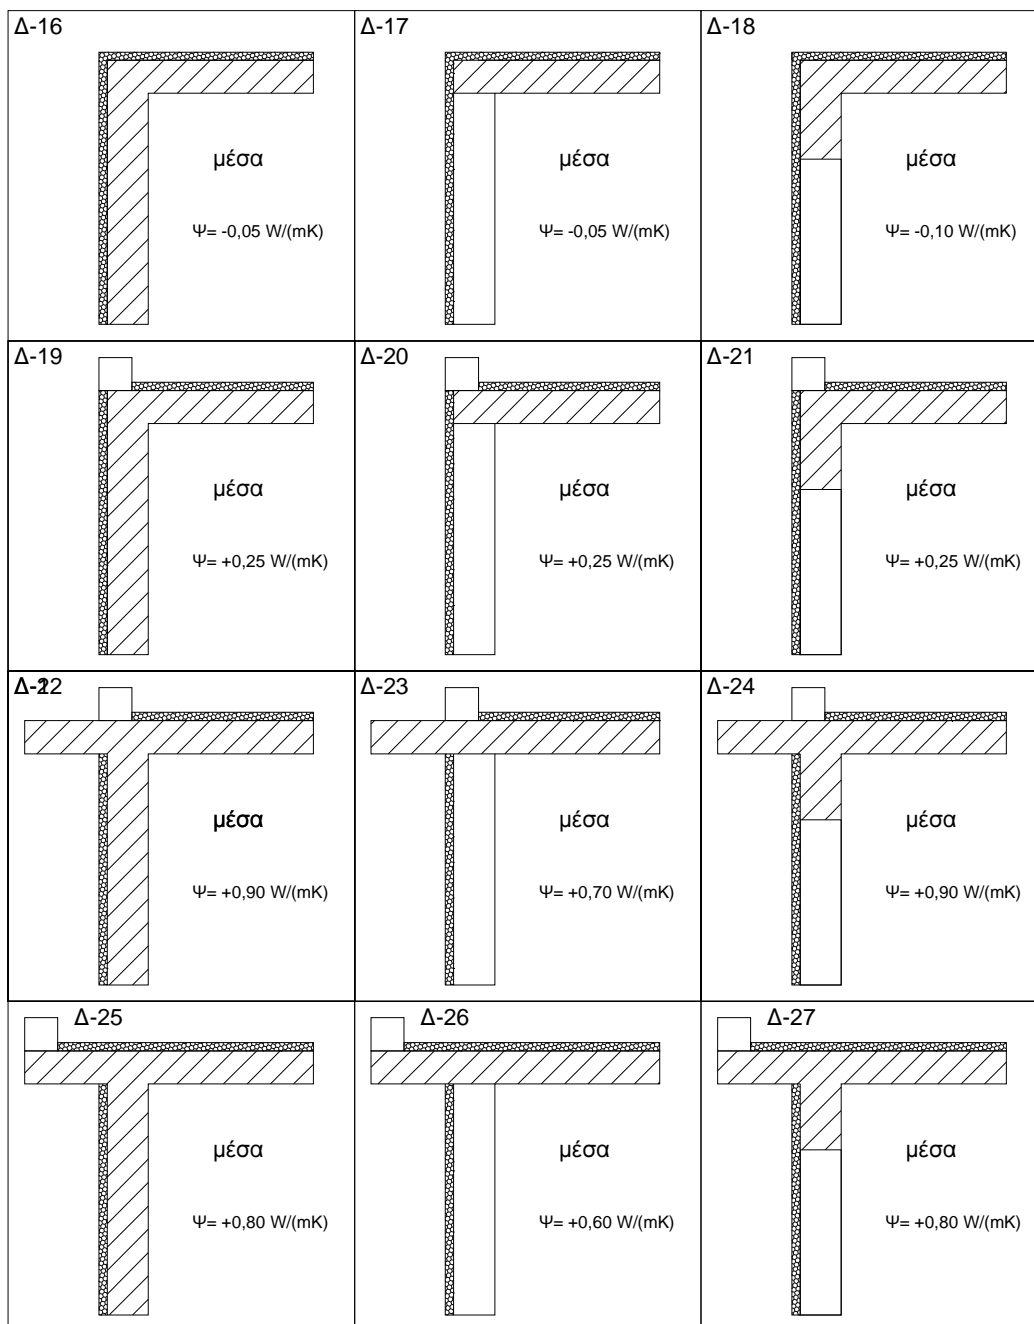 Δ-16
μέσα
Ψ= -0,05 W/(mK)
Δ-17
μέσα
Ψ= -0,05 W/(mK)
Δ-18
μέσα
Ψ= -0,10 W/(mK)
Δ-19
μέσα
Ψ= +0,25 W/(mK)
Δ-20
μέσα
Ψ= +0,25 W/(mK)
Δ-21
μέσα
Ψ= +0,25 W/(mK)
Δ-22
μέσα
Ψ= +0,90 W/(mK)
Δ-23
μέσα
Ψ= +0,70 W/(mK)
Δ-24
μέσα
Ψ= +0,90 W/(mK)
Δ-25
μέσα
Ψ= +0,80 W/(mK)
Δ-26
μέσα
Ψ= +0,60 W/(mK)
Δ-27
μέσα
Ψ= +0,80 W/(mK)